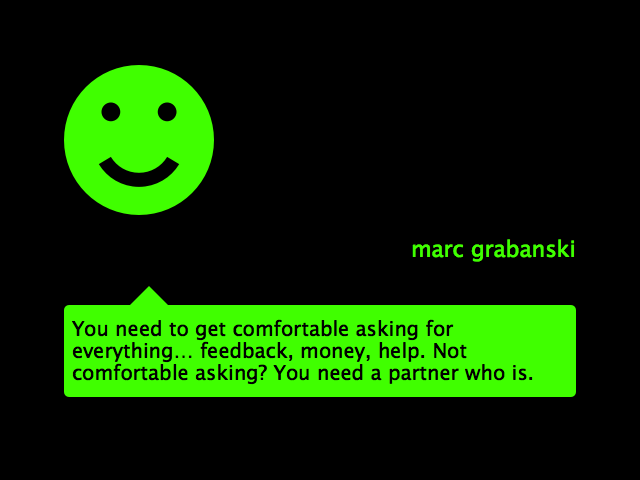 marc grabanski
You need to get comfortable asking for
everything... feedback, money, help. Not
comfortable asking? You need a partner who is.